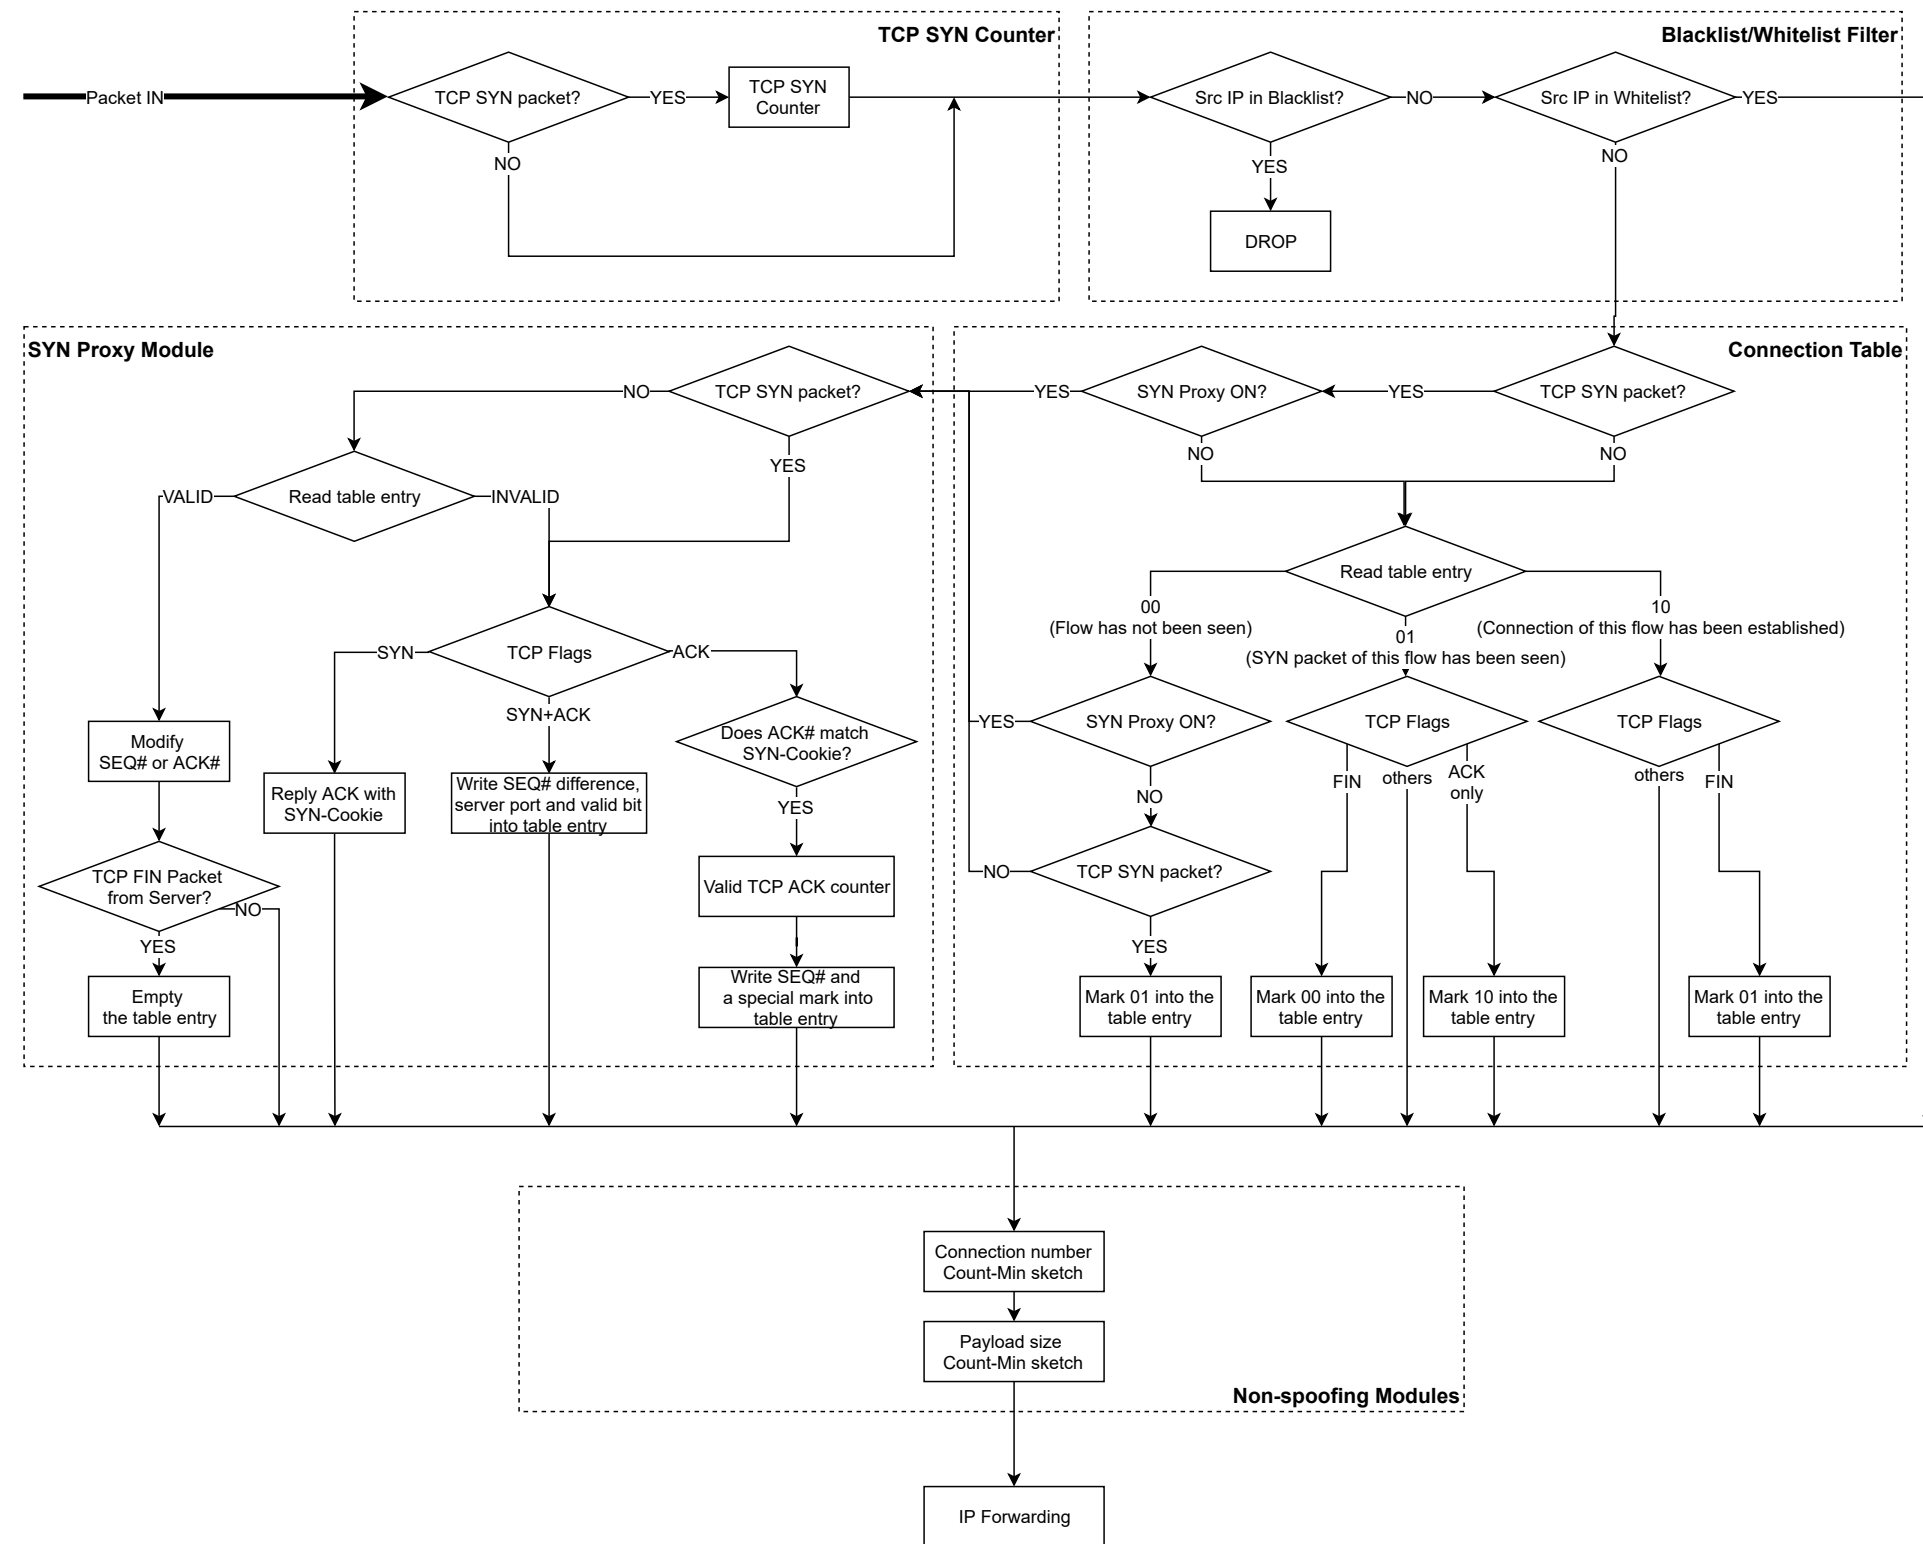 TCP SYN Counter
Blacklist/Whitelist Filter
Packet IN
TCP SYN packet?
YES
TCP SYN
Counter
NO
Src IP in Blacklist?
NO
Src IP in Whitelist?
YES
YES
NO
DROP
SYN Proxy Module
Connection Table
NO
TCP SYN packet?
YES
SYN Proxy ON?
YES
TCP SYN packet?
YES
NO
NO
VALID
Read table entry
INVALID
Read table entry
00
(Flow has not been seen)
01
(SYN packet of this flow has been seen)
10
(Connection of this flow has been established)
SYN
TCP Flags
ACK
SYN+ACK
YES
SYN Proxy ON?
TCP Flags
TCP Flags
Modify
SEQ# or ACK#
Does ACK# match
SYN-Cookie?
Reply ACK with
SYN-Cookie
Write SEQ# difference,
server port and valid bit
into table entry
YES
NO
FIN
others
ACK
only
others
FIN
TCP FIN Packet
from Server?
NO
YES
Valid TCP ACK counter
NO
TCP SYN packet?
YES
Empty
the table entry
Write SEQ# and
a special mark into
table entry
Mark 01 into the
table entry
Mark 00 into the
table entry
Mark 10 into the
table entry
Mark 01 into the
table entry
Connection number
Count-Min sketch
Payload size
Count-Min sketch
Non-spoofing Modules
IP Forwarding